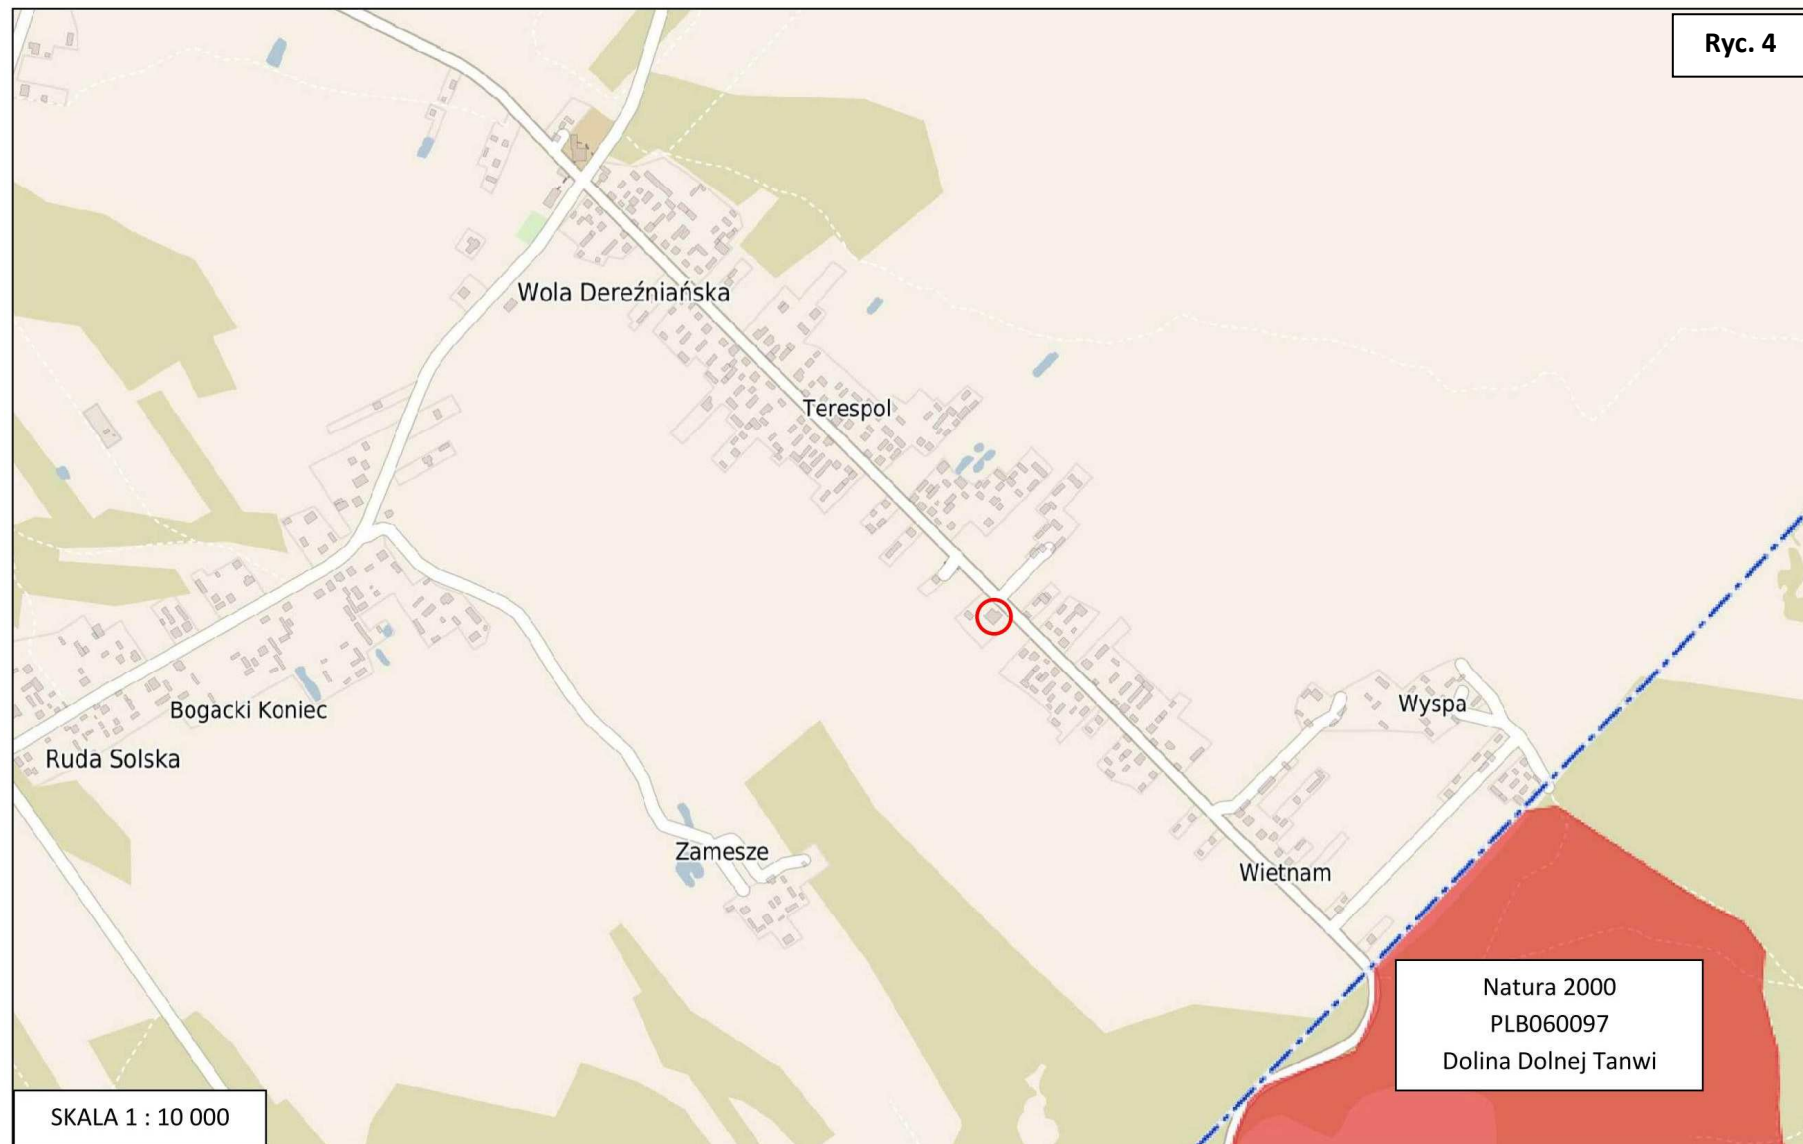 Ryc. 4
Wola Dereźniańska
Terespol
Wyspa
Bogacki Koniec
Ruda Solska
Zamesze
Wietnam
Natura 2000
PLB060097
Dolina Dolnej Tanwi
SKALA 1 : 10 000